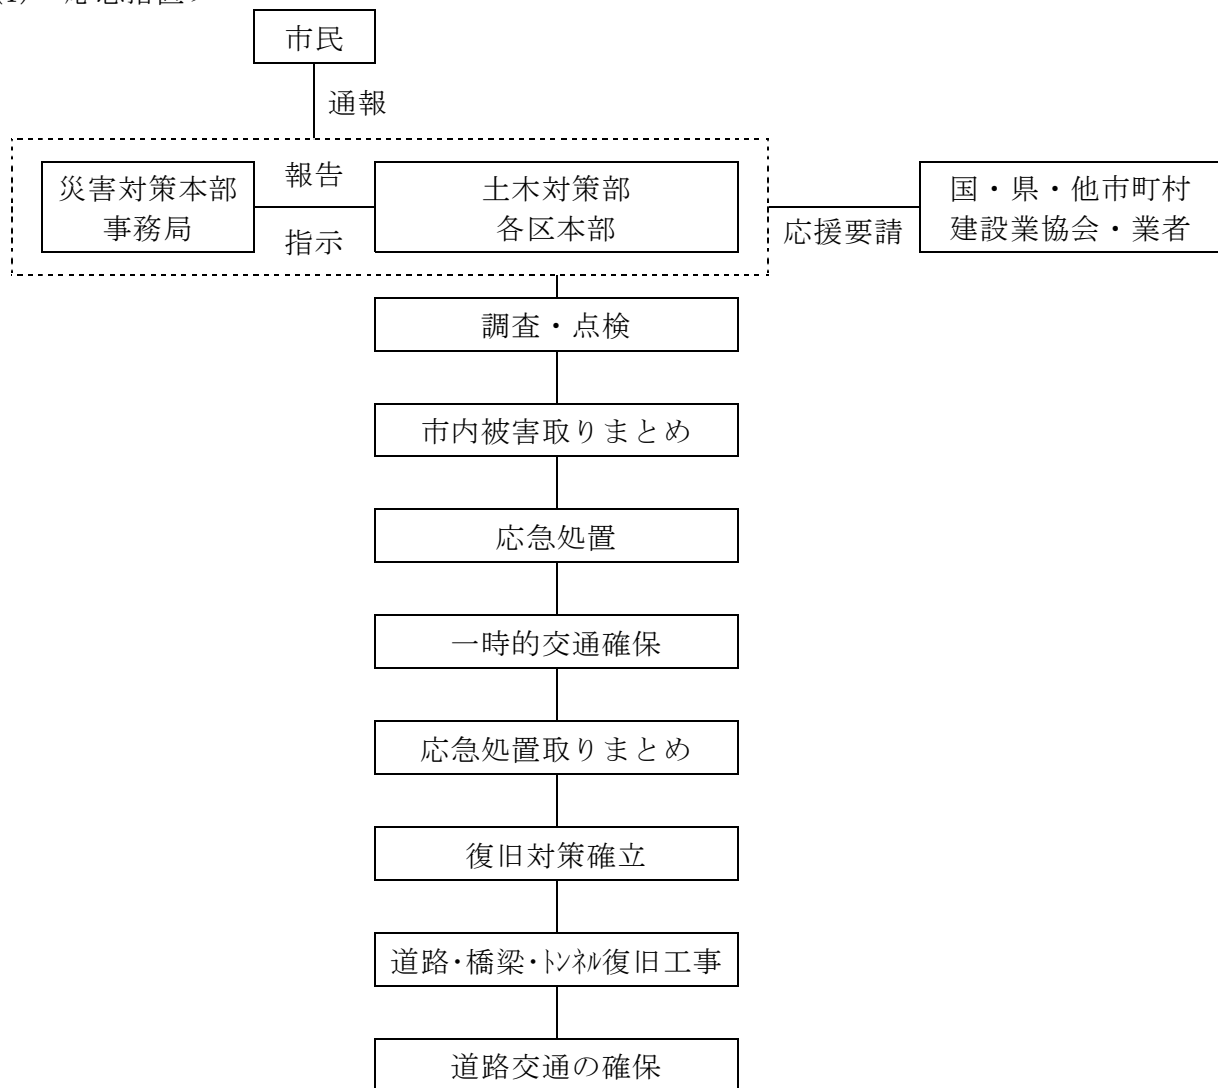 市民
通報
災害対策本部
事務局
報告
指示
土木対策部
各区本部
応援要請
国・県・他市町村
建設業協会・業者
調査・点検
市内被害取りまとめ
応急処置
一時的交通確保
応急処置取りまとめ
復旧対策確立
道路・橋梁・ﾄﾝﾈﾙ復旧工事
道路交通の確保